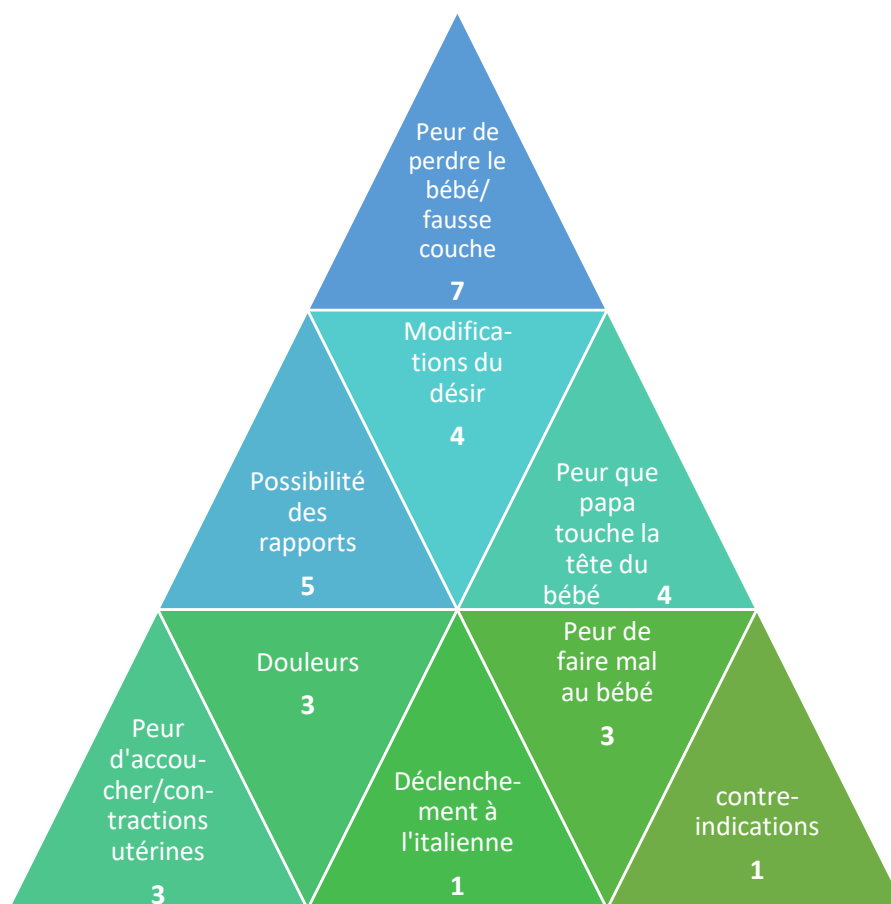 Peur de
perdre le
bébé/
fausse
couche
7
Modifica-
tions du
désir
4
Possibilité
des
rapports
5
Peur que
papa
touche la
tête du
bébé 4
Peur
d'accou-
cher/con-
tractions
utérines
3
Douleurs
3
Déclenche-
ment à
l'italienne
1
Peur de
faire mal
au bébé
3
contre-
indications
1